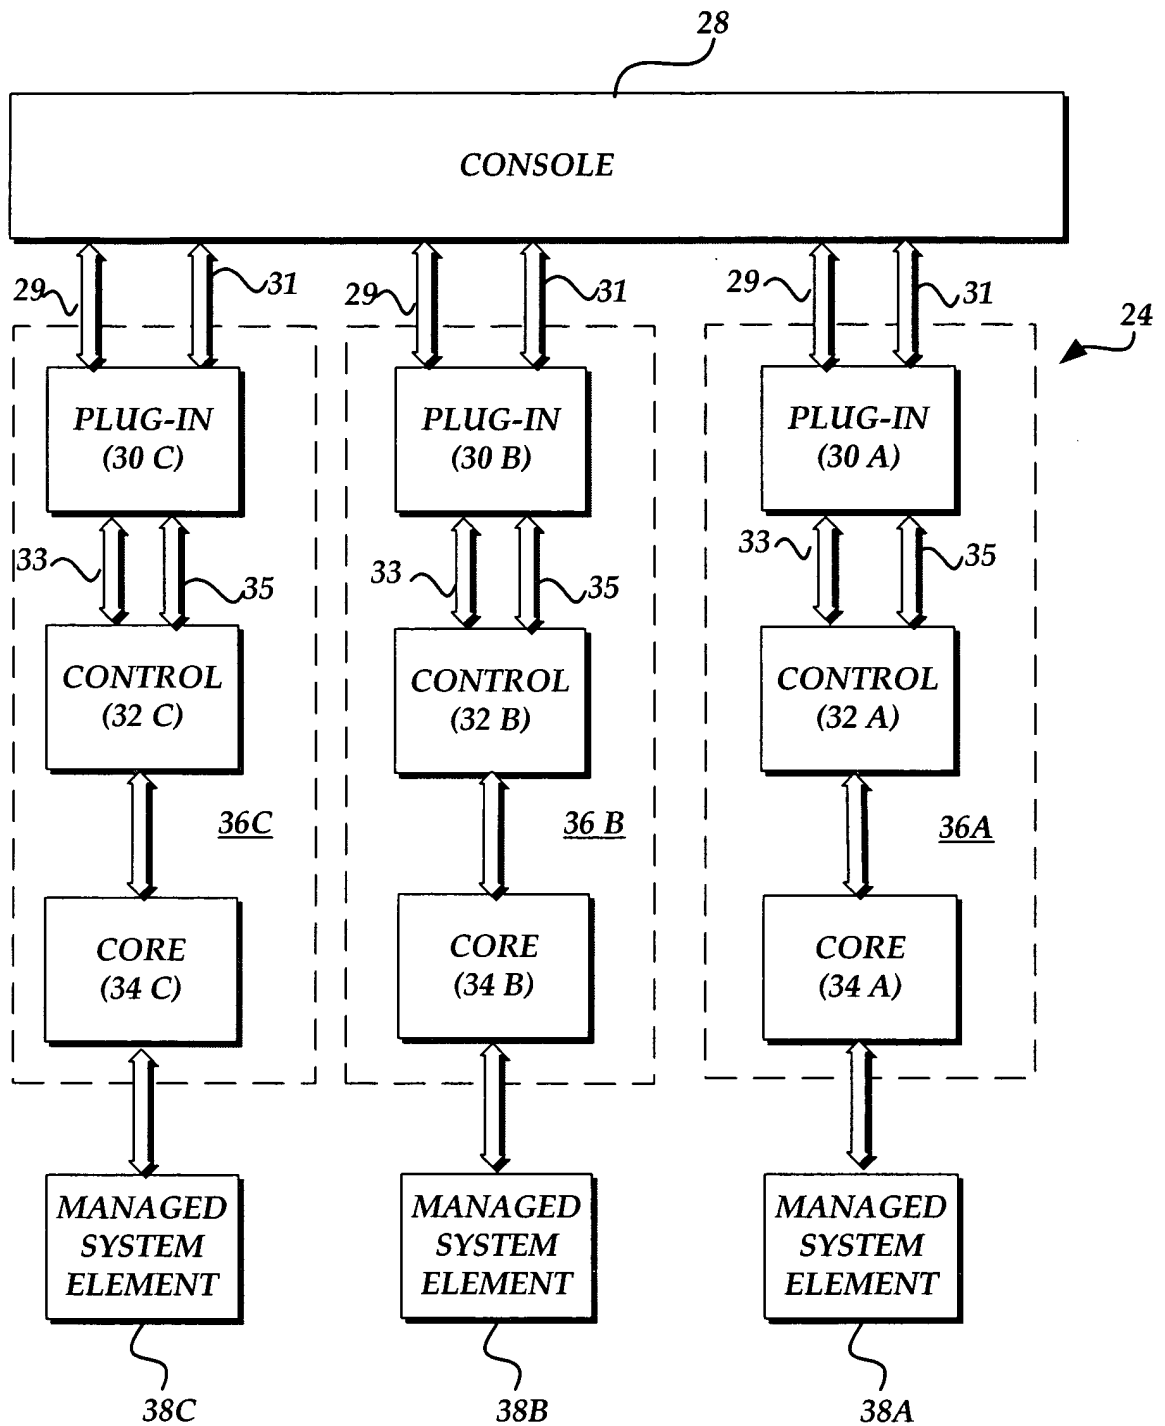 28
CONSOLE
29
31
29
31
29
31
24
PLUG-IN
(30 C)
PLUG-IN
(30 B)
PLUG-IN
(30 A)
33
35
33
35
33
35
CONTROL
(32 C)
CONTROL
(32 B)
CONTROL
(32 A)
36C
36 B
36A
CORE
(34 C)
CORE
(34 B)
CORE
(34 A)
MANAGED
SYSTEM
ELEMENT
MANAGED
SYSTEM
ELEMENT
MANAGED
SYSTEM
ELEMENT
38C
38B
38A